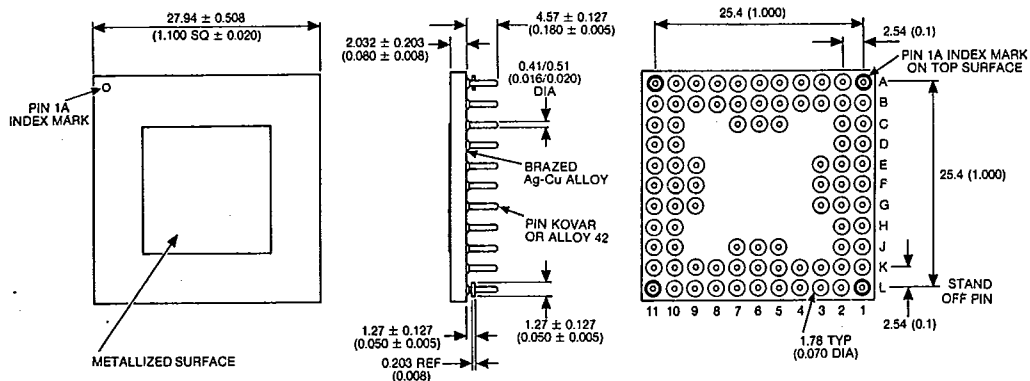 27.94 ± 0.508
(1.100 SQ ± 0.020)
PIN 1A
INDEX MARK
METALLIZED SURFACE
4.57 ± 0.127
(0.180 ± 0.005)
2.032 ± 0.203
(0.080 ± 0.008)
0.41/0.51
(0.016/0.020)
DIA
BRAZED
Ag-Cu ALLOY
PIN KOVAR
OR ALLOY 42
1.27 ± 0.127
(0.050 ± 0.005)
1.27 ± 0.127
(0.050 ± 0.005)
0.203 REF
(0.008)
25.4 (1.000)
2.54 (0.1)
PIN 1A INDEX MARK
ON TOP SURFACE
A
B
C
D
E
F
G
H
J
K
L
25.4 (1.000)
STAND
OFF PIN
2.54 (0.1)
11 10 9 8 7 6 5 4 3 2 1
1.78 TYP
(0.070 DIA)